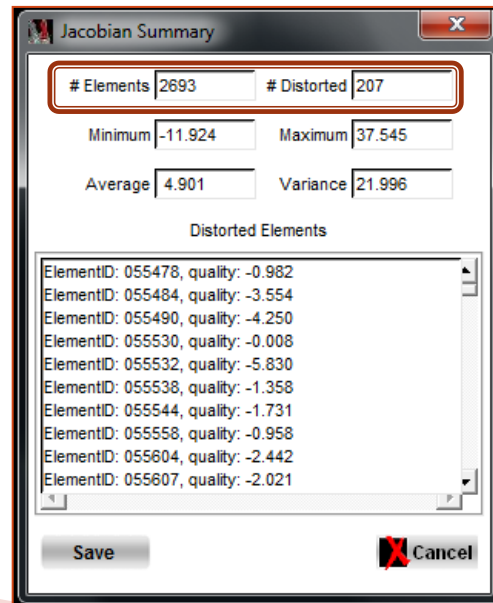 Jacobian Summary
# Elements 2693 # Distorted 207
Minimum -11.924 Maximum 37.545
Average 4.901 Variance 21.996
Distorted Elements
ElementID: 055478, quality: -0.982
ElementID: 055484, quality: -3.554
ElementID: 055490, quality: -4.250
ElementID: 055530, quality: -0.008
ElementID: 055532, quality: -5.830
ElementID: 055538, quality: -1.358
ElementID: 055544, quality: -1.731
ElementID: 055558, quality: -0.958
ElementID: 055604, quality: -2.442
ElementID: 055607, quality: -2.021
Save Cancel